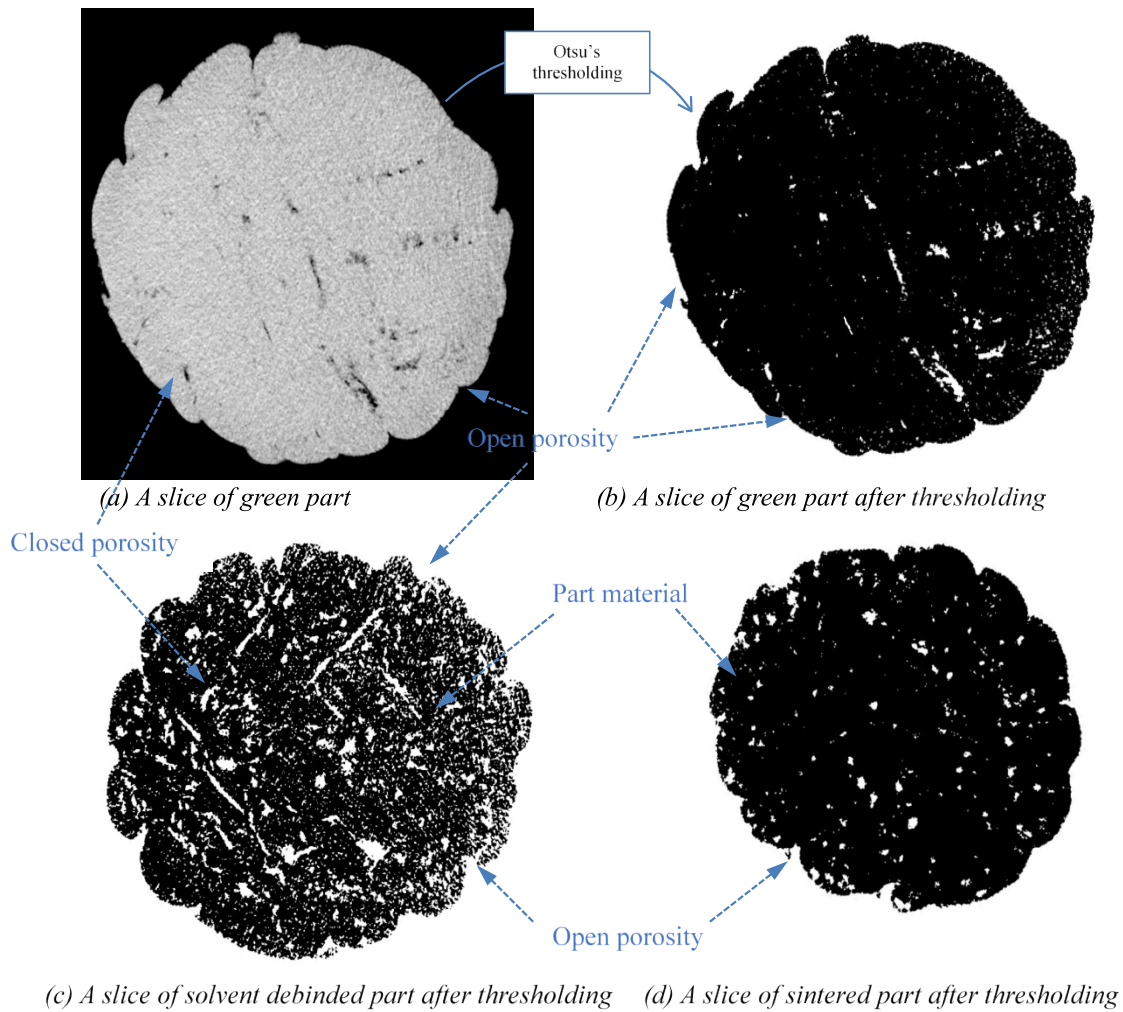 Otsu's
thresholding
Open porosity
(a) A slice of green part
(b) A slice of green part after thresholding
Closed porosity
Part material
Open porosity
(c) A slice of solvent debinded part after thresholding
(d) A slice of sintered part after thresholding